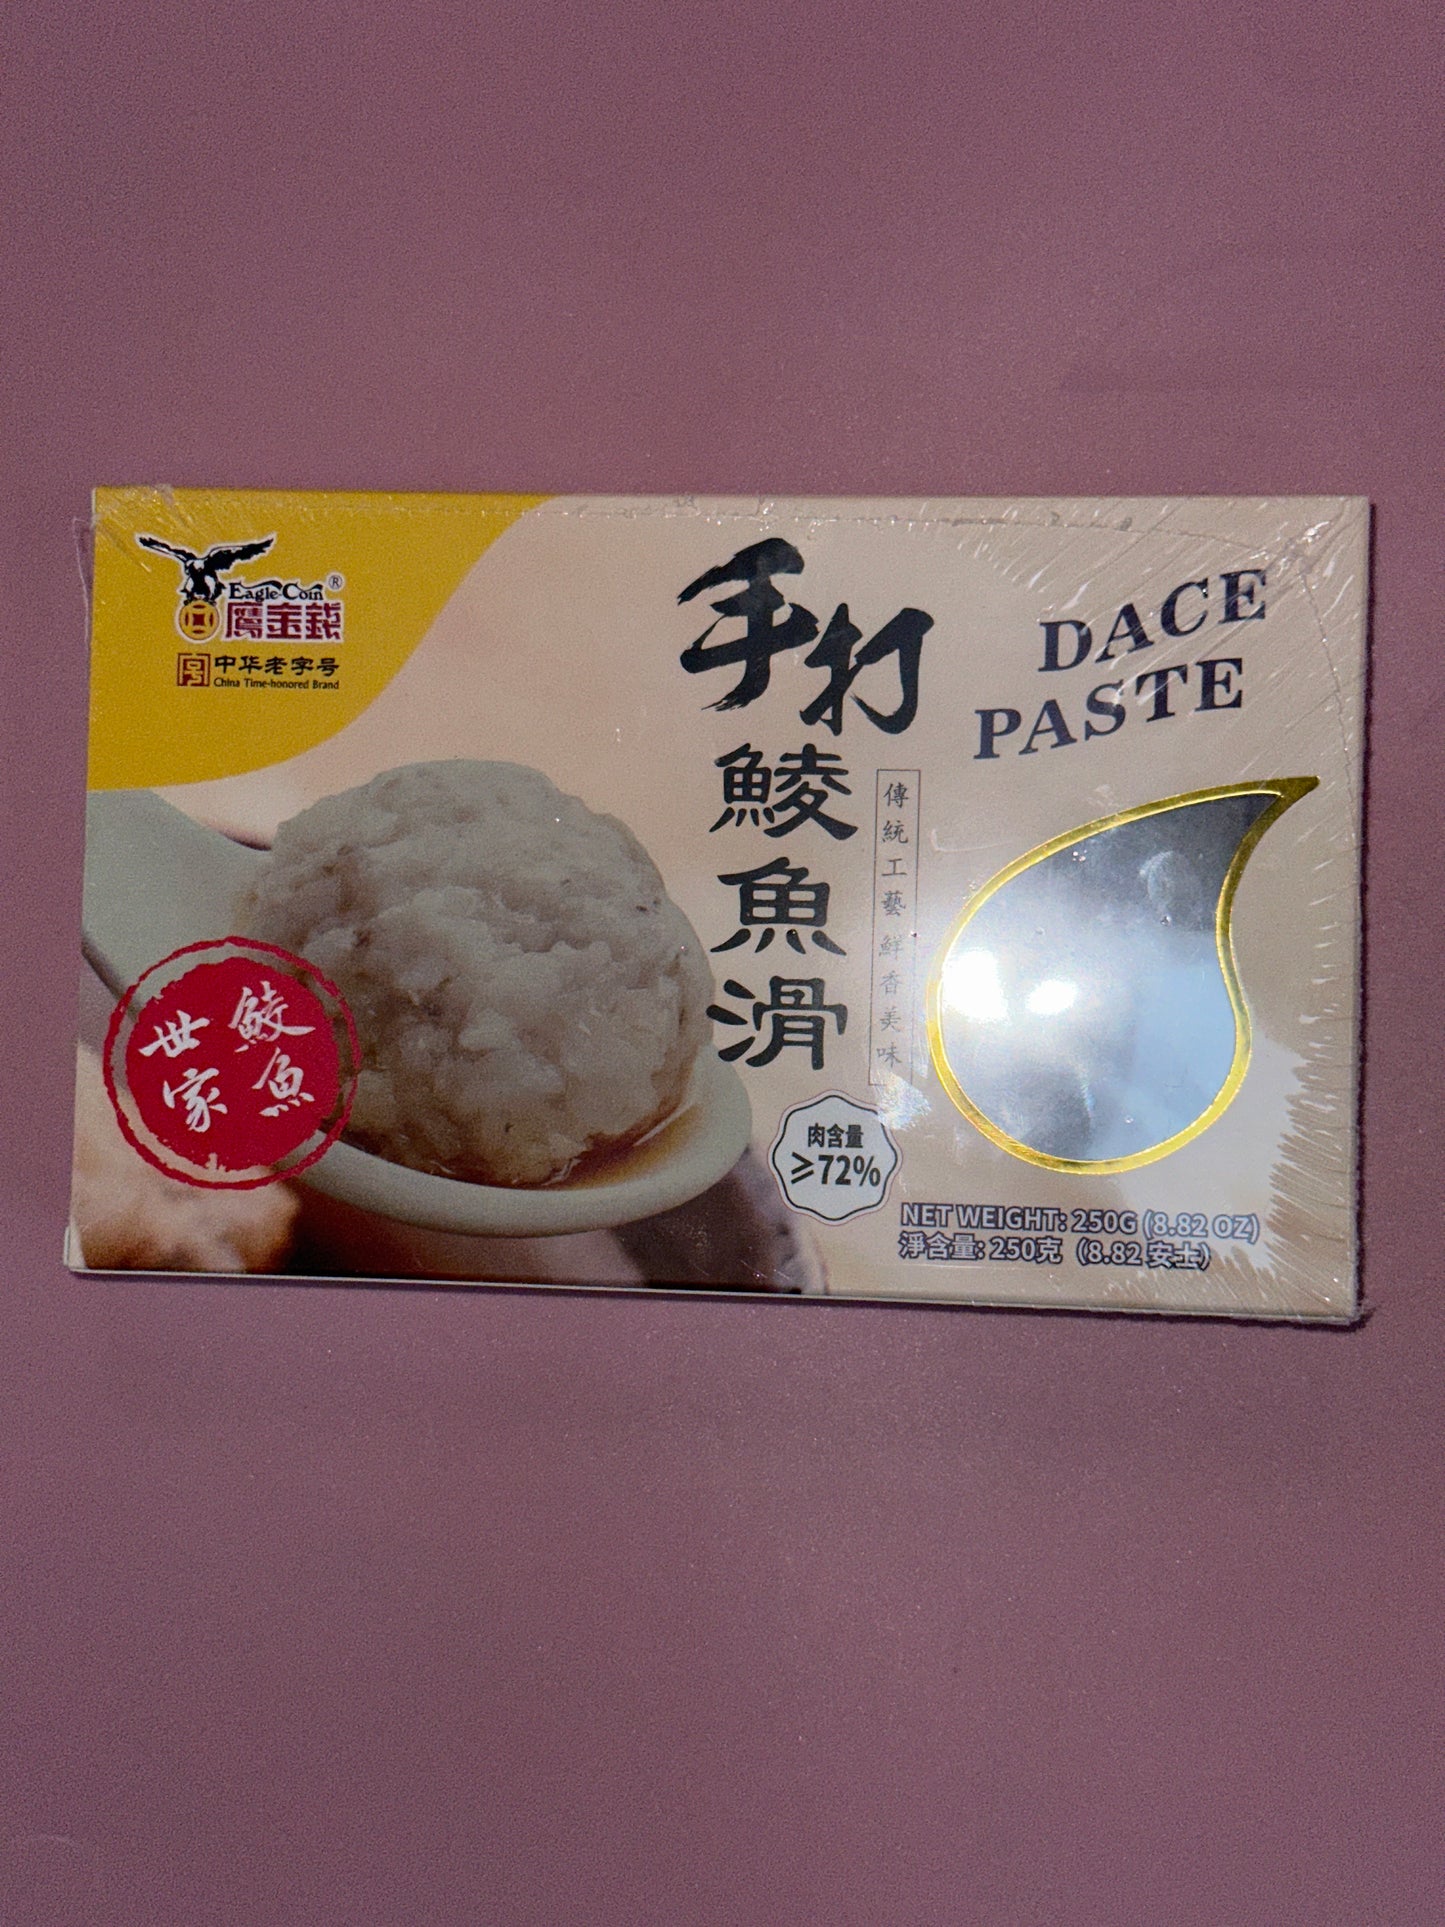 Eagle-Coin®
鷹金錢
中华老字号
China Time-honored Brand
手打
鯪魚滑
DACE
PASTE
傳統工藝鮮香美味
鯪魚
世家
肉含量
≥72%
NET WEIGHT: 250G (8.82 OZ)
淨含量: 250克 (8.82 安士)